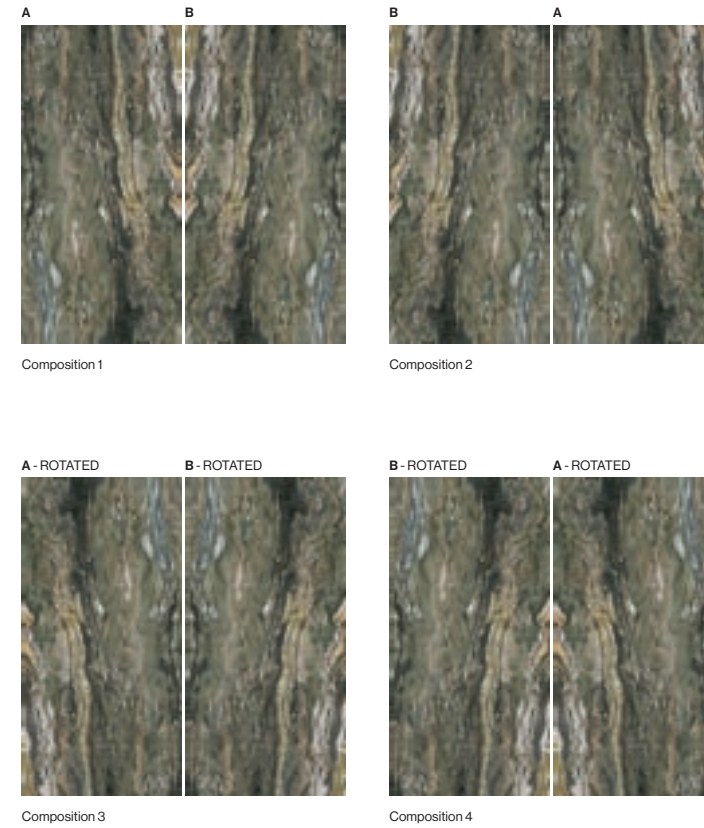 A B
B A
Composition 1
Composition 2
A - ROTATED B - ROTATED
B - ROTATED A - ROTATED
Composition 3
Composition 4